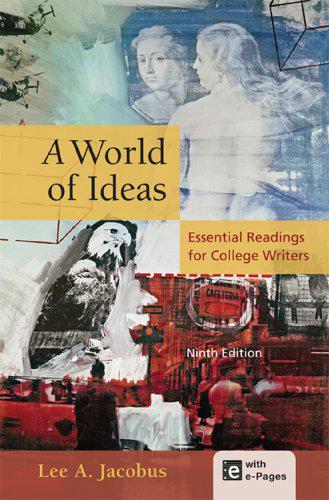 A World
of Ideas
Essential Readings
for College Writers
CAFETERIA
Ninth Edition
Lee A. Jacobus
e with
e-Pages